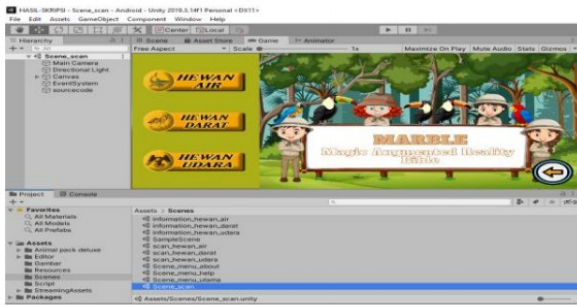 HASIL-SKRIPSI - Scene_scan - Android - Unity 2019.3.14f1 Personal <DX11>
File Edit Assets GameObject Component Window Help
Center Local
Hierarchy
Scene Asset Store Game Animator
Free Aspect Scale 1x Maximize On Play Mute Audio Stats Gizmos
Scene_scan
Main Camera
Directional Light
Canvas
EventSystem
sourcecode
HEWAN
AIR
HEWAN
DARAT
HEWAN
UDARA
MARBLE
Magic Augmented Reality
Bible
Project Console
Favorites
All Materials
All Models
All Prefabs
Assets
Animal pack deluxe
Editor
Gambar
Resources
Scenes
Script
StreamingAssets
Packages
Assets > Scenes
information_hewan_air
information_hewan_darat
information_hewan_udara
SampleScene
scan_hewan_air
scan_hewan_darat
scan_hewan_udara
Scene_menu_about
Scene_menu_help
Scene_menu_utama
Scene_scan
Assets/Scenes/Scene_scan.unity